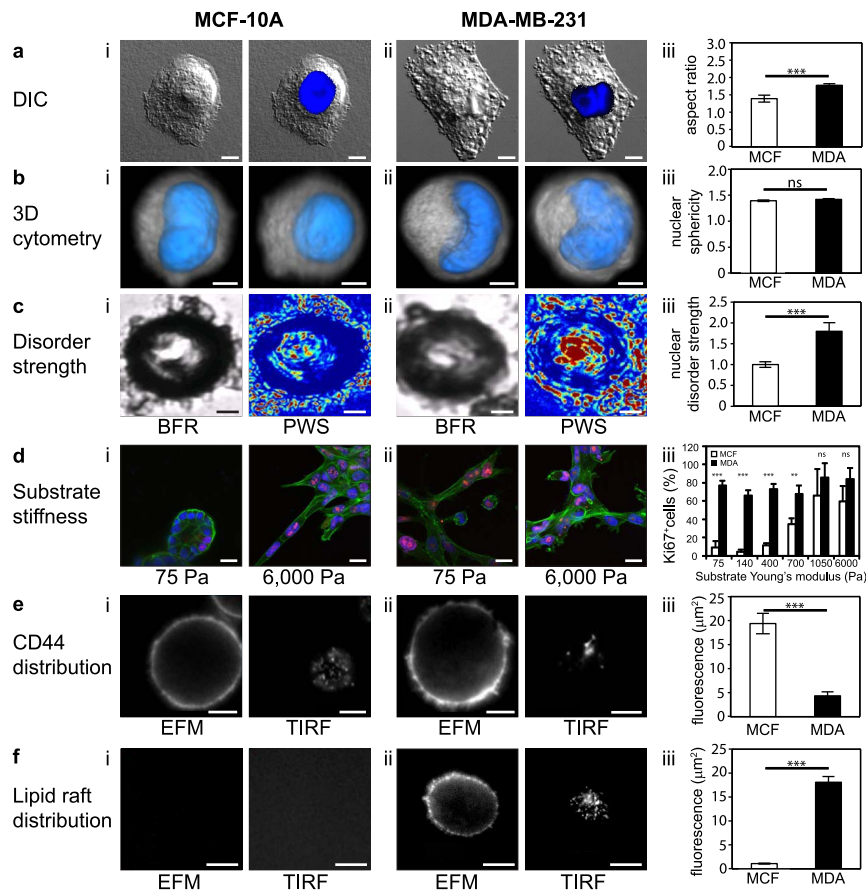 MCF-10A MDA-MB-231
a i ii iii
DIC
aspect ratio
3.0
2.5
2.0
1.5
1.0
0.5
0
***
MCF MDA
b i ii iii
3D
cytometry
nuclear
sphericity
2.0
1.5
1.0
0.5
0
ns
MCF MDA
c i ii iii
Disorder
strength
BFR PWS BFR PWS
nuclear
disorder strength
2.5
2.0
1.5
1.0
0.5
0
***
MCF MDA
d i ii iii
Substrate
stiffness
75 Pa 6,000 Pa 75 Pa 6,000 Pa
Ki67+cells (%)
120
100
80
60
40
20
0
MCF
MDA
*** *** *** ** ns ns
75 140 400 700 1050 6000
Substrate Young's modulus (Pa)
e i ii iii
CD44
distribution
EFM TIRF EFM TIRF
fluorescence (μm2)
25
20
15
10
5
0
***
MCF MDA
f i ii iii
Lipid raft
distribution
EFM TIRF EFM TIRF
fluorescence (μm2)
25
20
15
10
5
0
***
MCF MDA